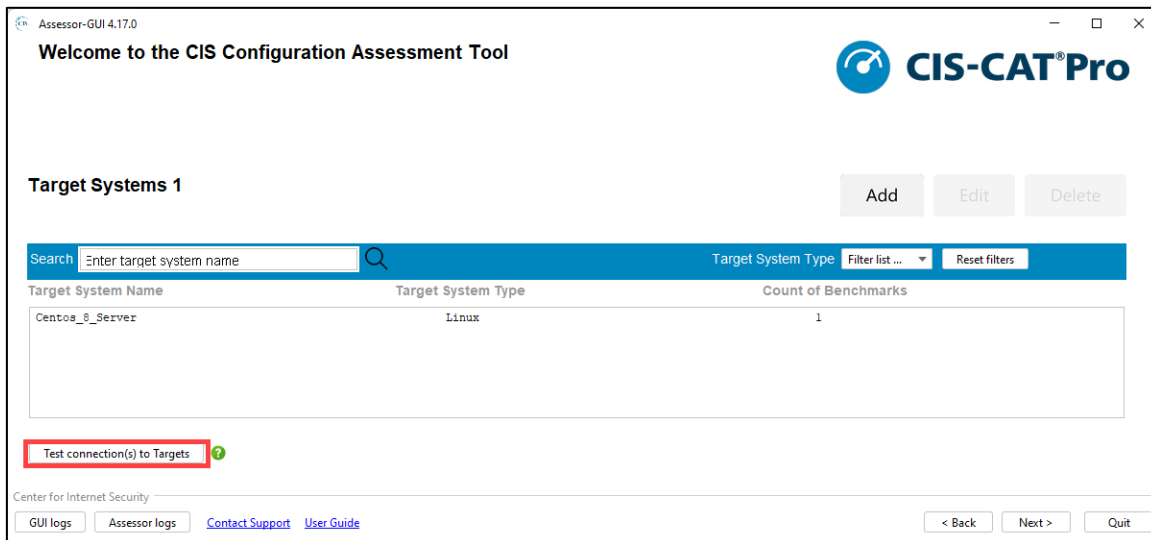 Assessor-GUI 4.17.0
Welcome to the CIS Configuration Assessment Tool
CIS-CAT®Pro
Target Systems 1
Add Edit Delete
Search Enter target system name Target System Type Filter list ... Reset filters
Target System Name Target System Type Count of Benchmarks
Centos_8_Server Linux 1
Test connection(s) to Targets ?
Center for Internet Security
GUI logs Assessor logs Contact Support User Guide < Back Next > Quit